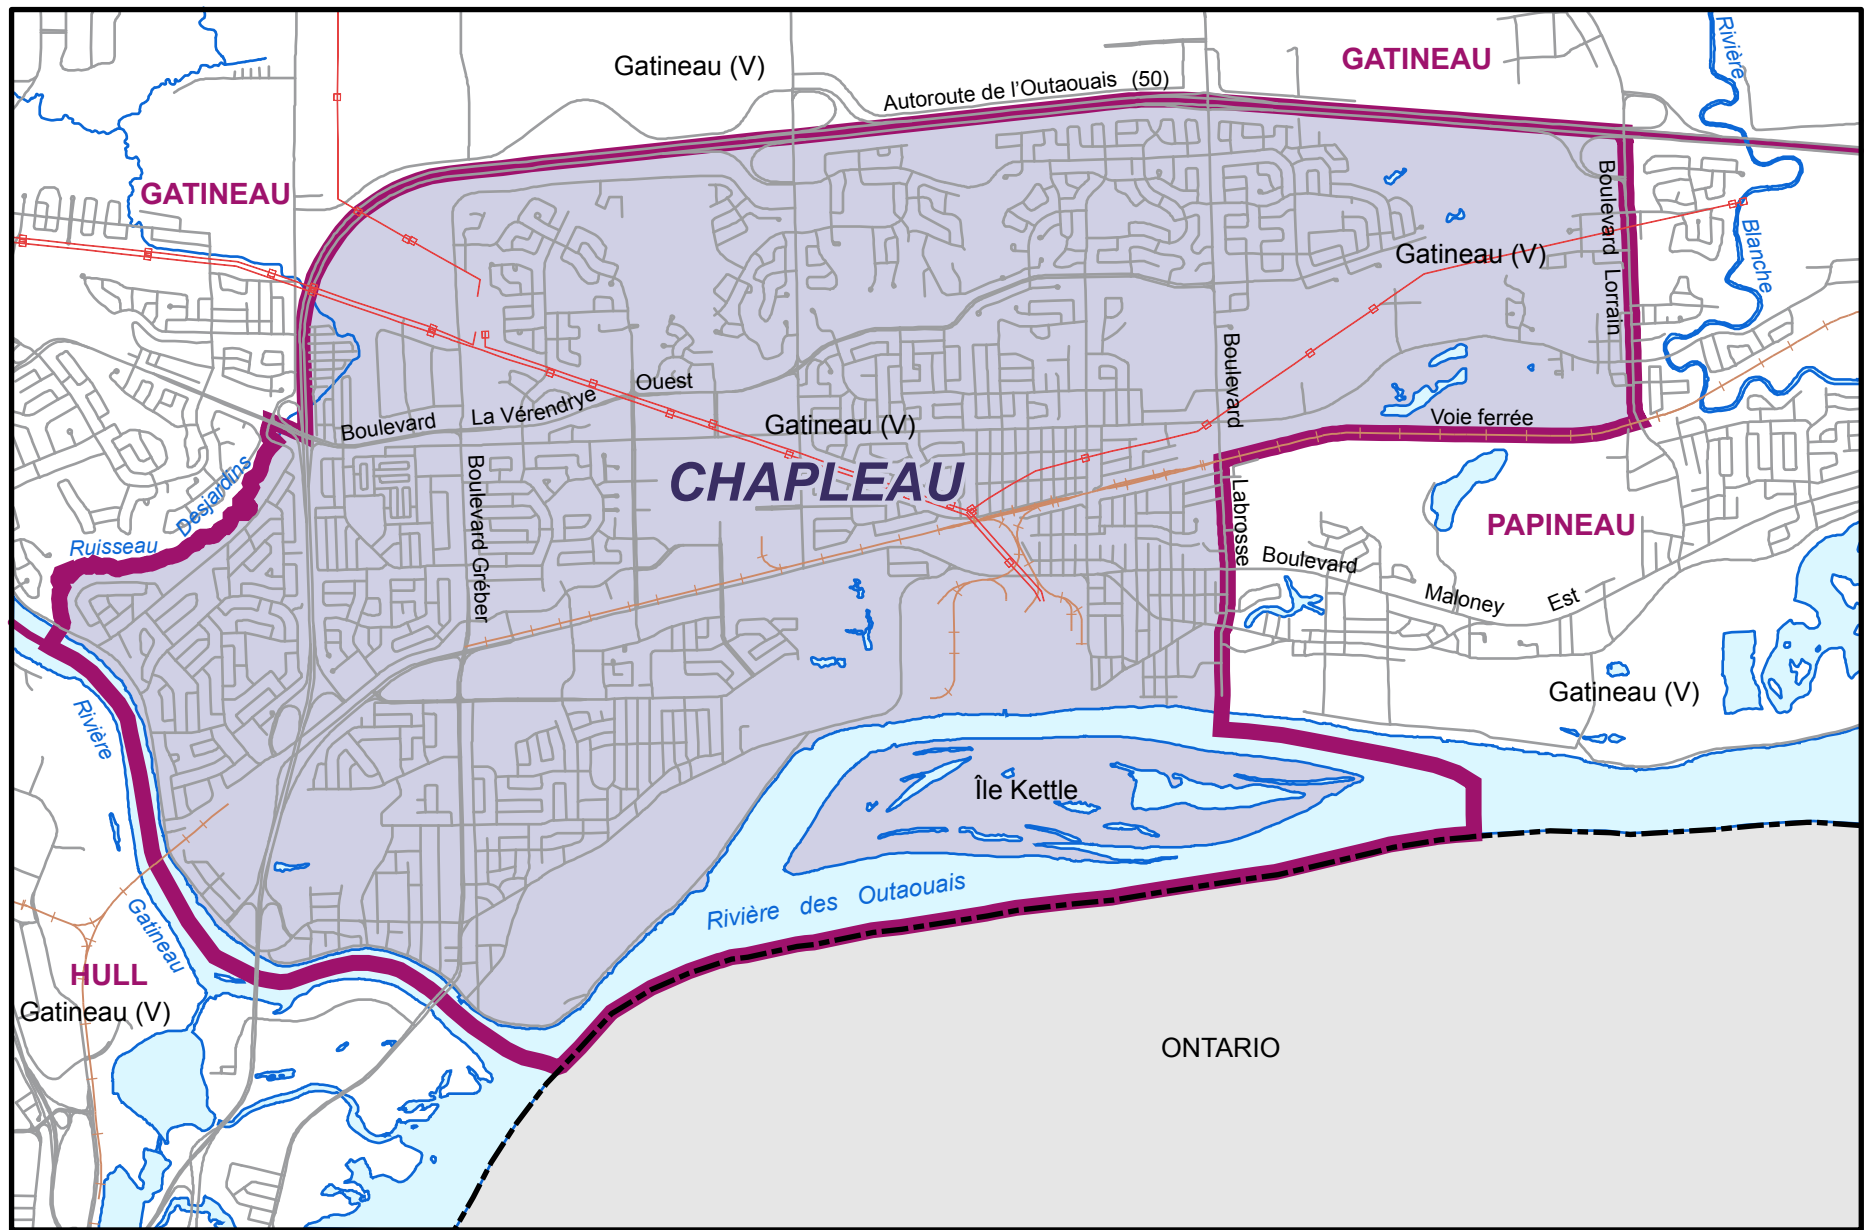 Gatineau (V)
GATINEAU
Rivière
Autoroute de l'Outaouais (50)
GATINEAU
Boulevard Lorrain
Blanche
Gatineau (V)
Boulevard
Ouest
La Vérendrye
Boulevard
Gatineau (V)
Voie ferrée
CHAPLEAU
Desjardins
Ruisseau
Boulevard Gréber
Labrosse
PAPINEAU
Boulevard
Maloney
Est
Gatineau (V)
Rivière
Île Kettle
Rivière des Outaouais
Gatineau
HULL
Gatineau (V)
ONTARIO